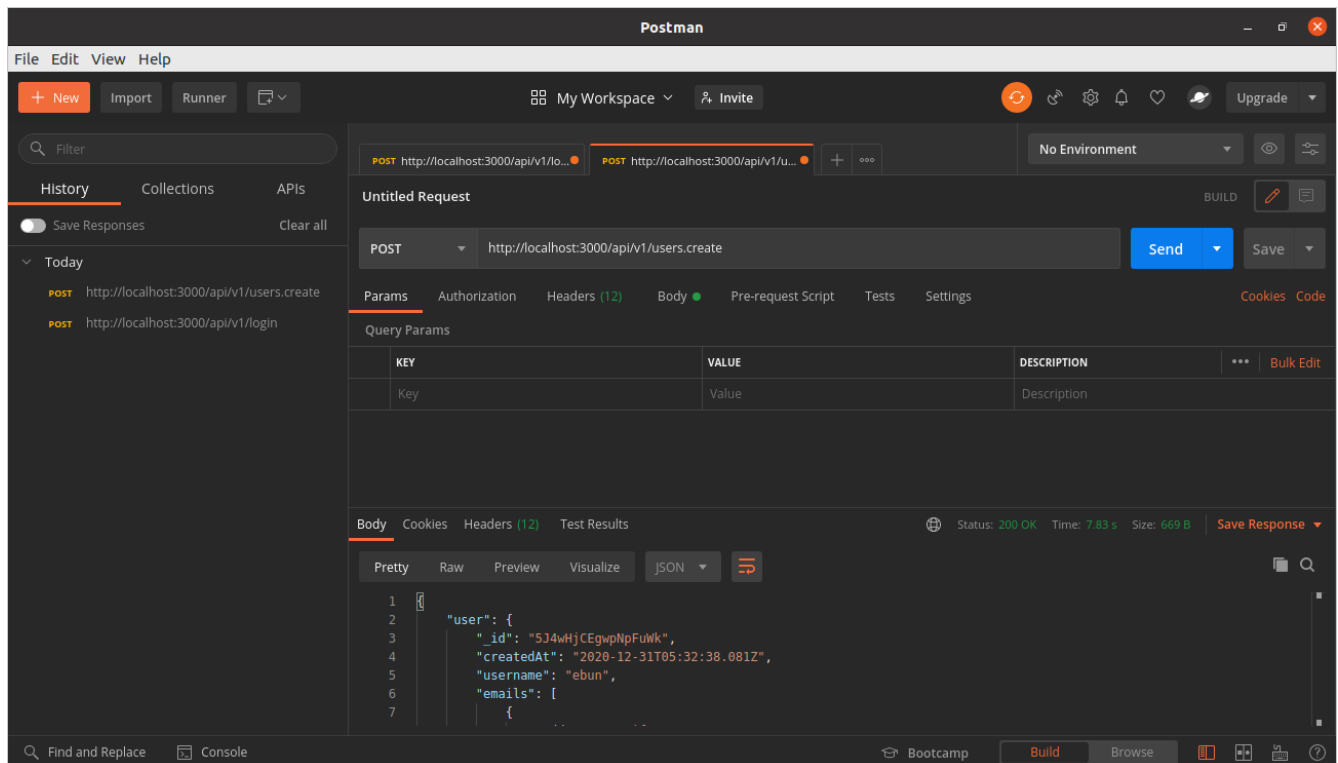 Postman
File Edit View Help
+ New Import Runner My Workspace Invite Upgrade
Filter
POST http://localhost:3000/api/v1/lo... POST http://localhost:3000/api/v1/u... No Environment
History Collections APIs
Untitled Request BUILD
Save Responses Clear all
POST http://localhost:3000/api/v1/users.create Send Save
Today
POST http://localhost:3000/api/v1/users.create
POST http://localhost:3000/api/v1/login
Params Authorization Headers (12) Body Pre-request Script Tests Settings Cookies Code
Query Params
KEY VALUE DESCRIPTION ••• Bulk Edit
Key Value Description
Body Cookies Headers (12) Test Results Status: 200 OK Time: 7.83 s Size: 669 B Save Response
Pretty Raw Preview Visualize JSON
1 {
2 "user": {
3 "_id": "5J4wHjCEgwpNpFuWk",
4 "createdAt": "2020-12-31T05:32:38.081Z",
5 "username": "ebun",
6 "emails": [
7 {
Find and Replace Console Bootcamp Build Browse